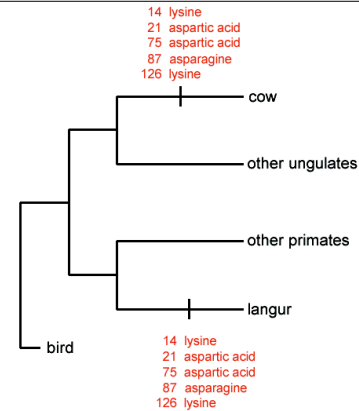 14 lysine
21 aspartic acid
75 aspartic acid
87 asparagine
126 lysine
cow
other ungulates
other primates
langur
bird
14 lysine
21 aspartic acid
75 aspartic acid
87 asparagine
126 lysine